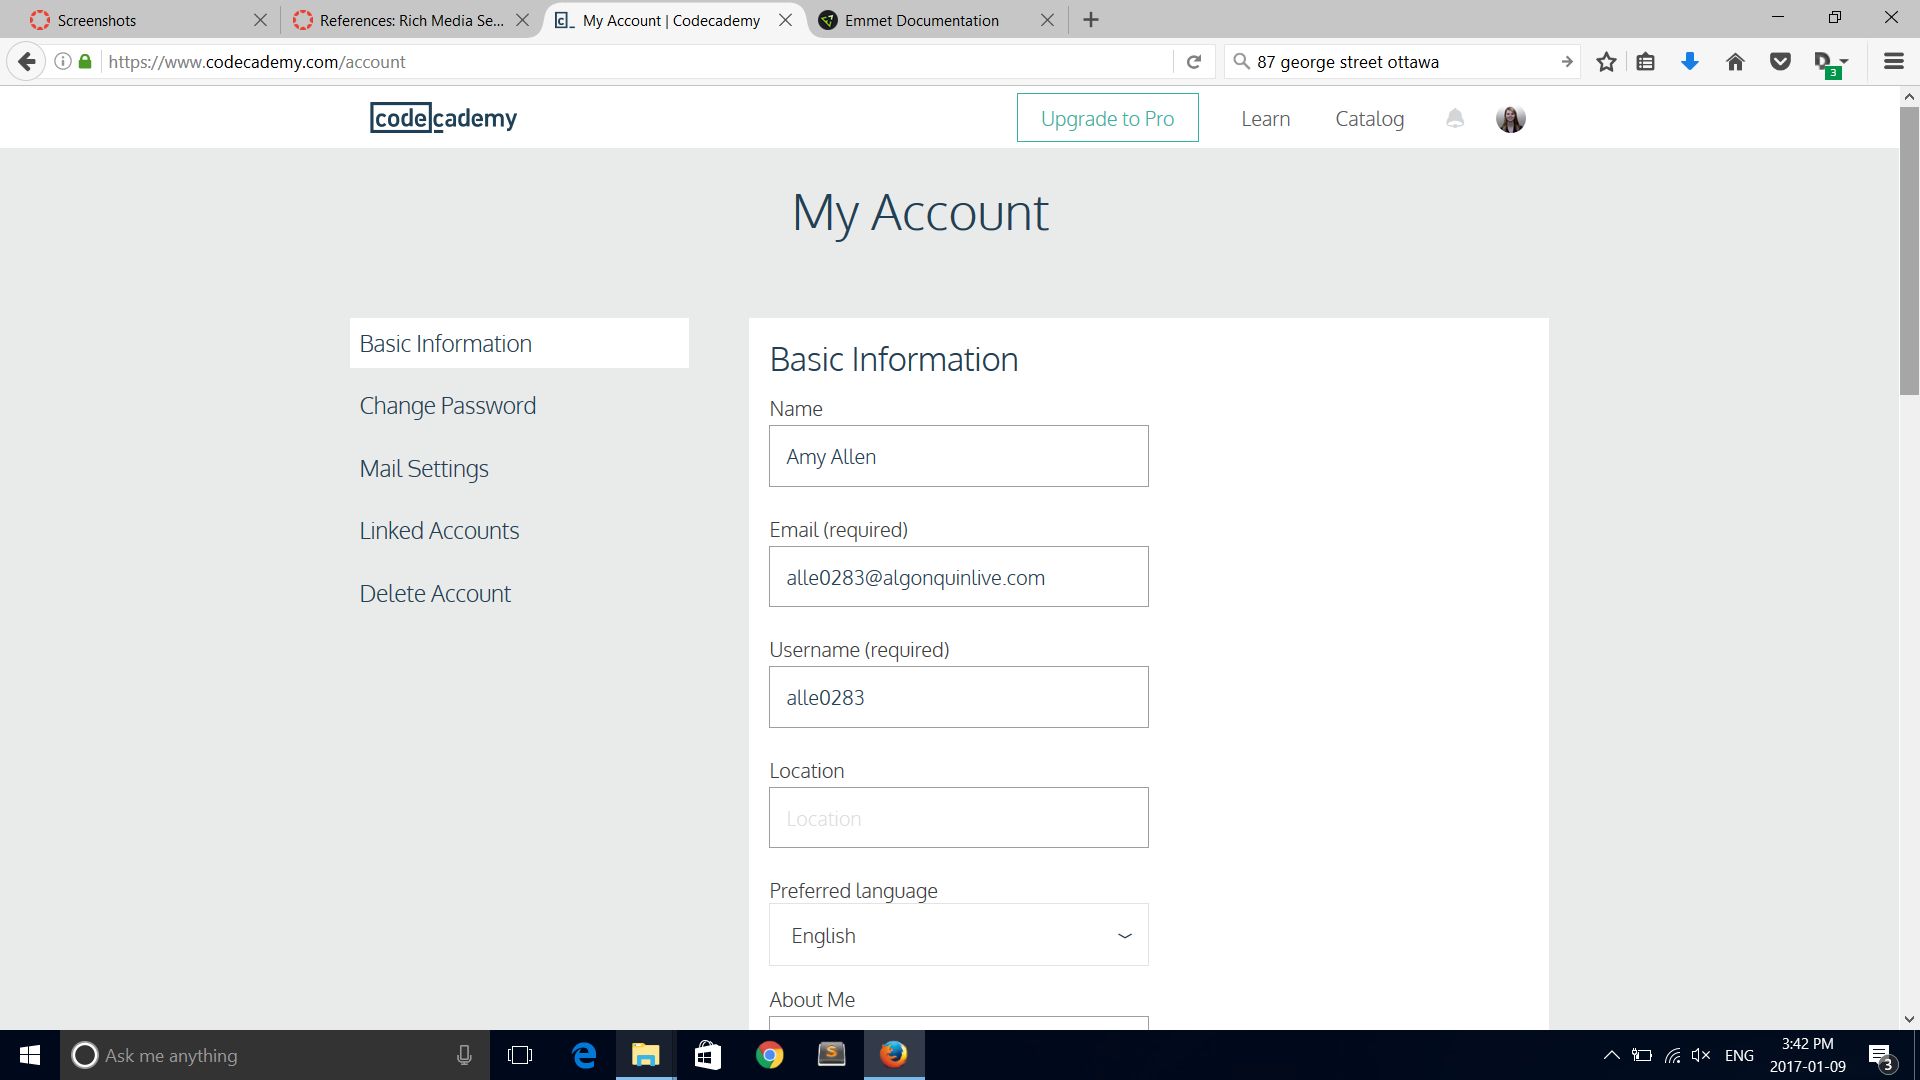 Screenshots
References: Rich Media Se...
My Account | Codecademy
Emmet Documentation
https://www.codecademy.com/account
87 george street ottawa
3
codecademy
Upgrade to Pro
Learn
Catalog
My Account
Basic Information
Change Password
Mail Settings
Linked Accounts
Delete Account
Basic Information
Name
Amy Allen
Email (required)
alle0283@algonquinlive.com
Username (required)
alle0283
Location
Location
Preferred language
English
About Me
Ask me anything
ENG
3:42 PM
2017-01-09
3